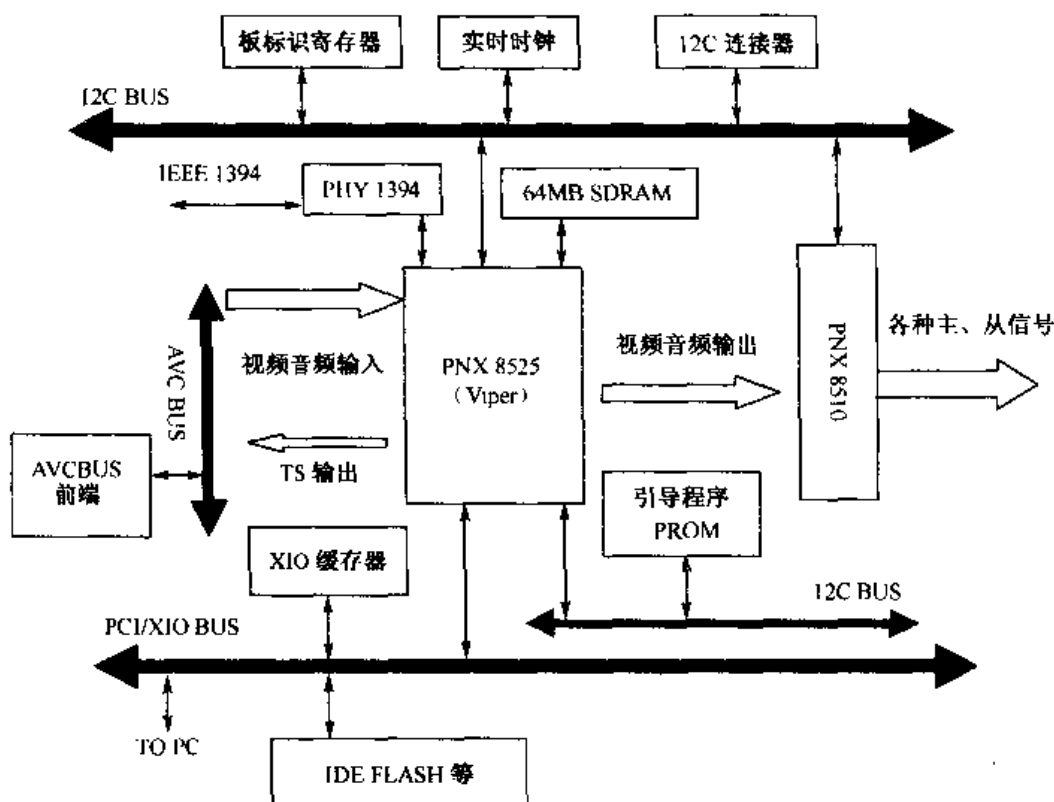 板标识寄存器
实时时钟
12C 连接器
12C BUS
IEEE 1394
PHY 1394
64MB SDRAM
AVC BUS
视频音频输入
PNX 8525
(Viper)
视频音频输出
PNX 8510
各种主、从信号
TS 输出
AVCBUS
前端
引导程序
PROM
XIO 缓存器
12C BUS
PCI/XIO BUS
TO PC
IDE FLASH 等